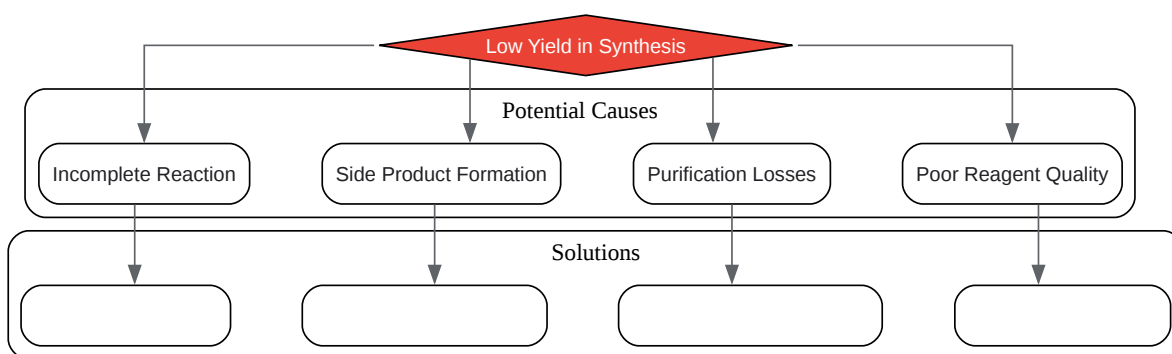 Low Yield in Synthesis
Potential Causes
Incomplete Reaction
Side Product Formation
Purification Losses
Poor Reagent Quality
Solutions